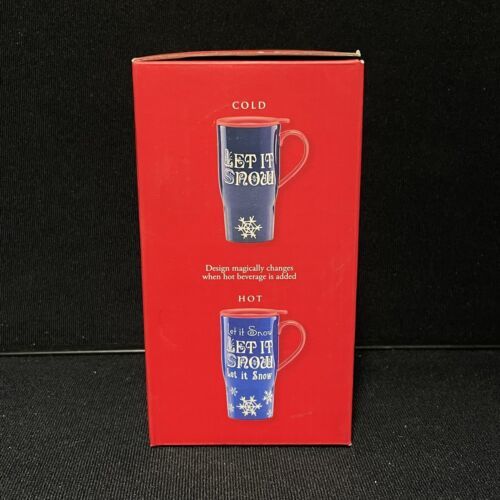 COLD
LET IT
SNOW
Design magically changes
when hot beverage is added
HOT
Let it Snow
LET IT
SNOW
Let it Snow